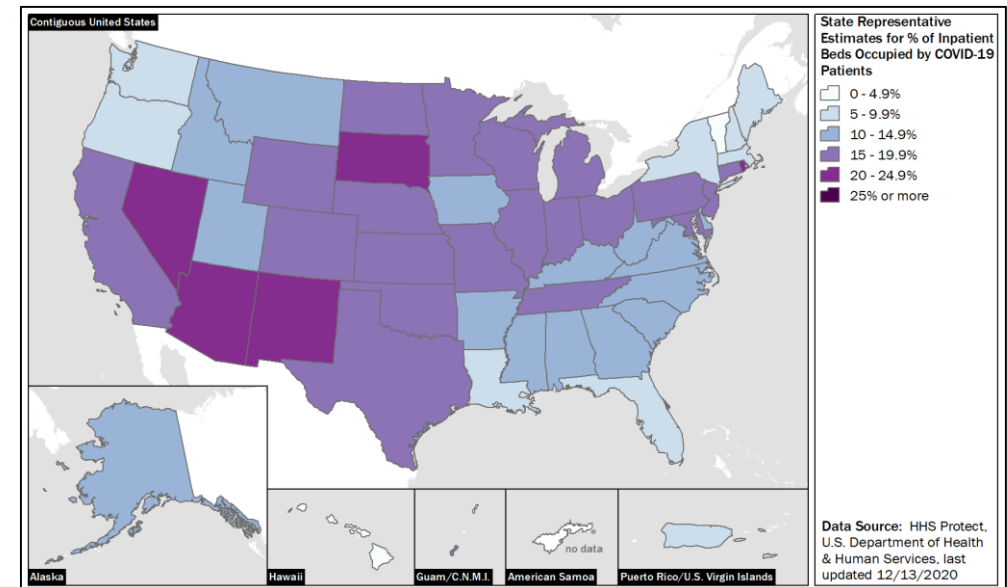 Contiguous United States
State Representative
Estimates for % of Inpatient
Beds Occupied by COVID-19
Patients
0 - 4.9%
5 - 9.9%
10 - 14.9%
15 - 19.9%
20 - 24.9%
25% or more
no data
Alaska
Hawaii
Guam/C.N.M.I.
American Samoa
Puerto Rico/U.S. Virgin Islands
Data Source: HHS Protect,
U.S. Department of Health
& Human Services, last
updated 12/13/2020